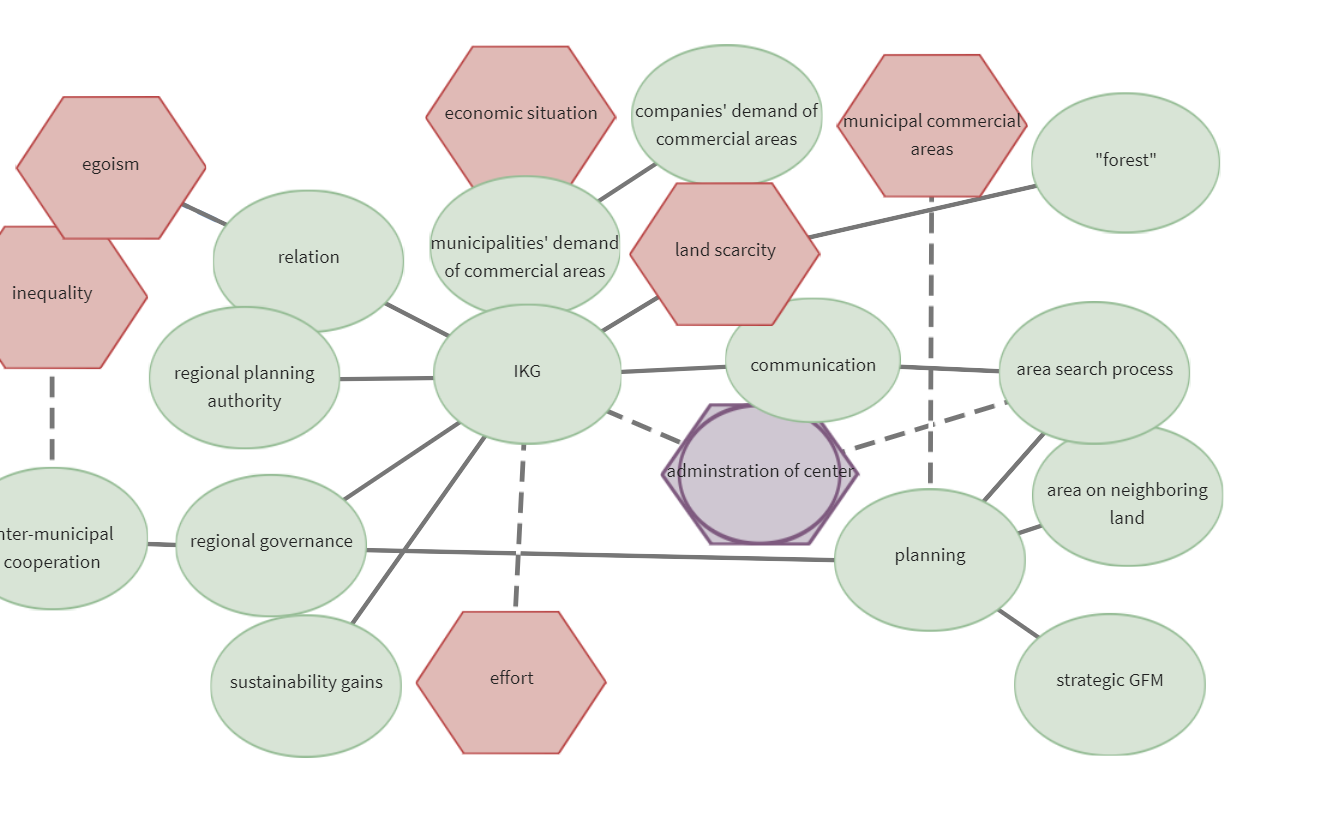 economic situation
companies' demand of
commercial areas
municipal commercial
areas
"forest"
egoism
relation
municipalities' demand
of commercial areas
land scarcity
inequality
regional planning
authority
IKG
communication
area search process
adminstration of center
area on neighboring
land
nter-municipal
cooperation
regional governance
planning
sustainability gains
effort
strategic GFM